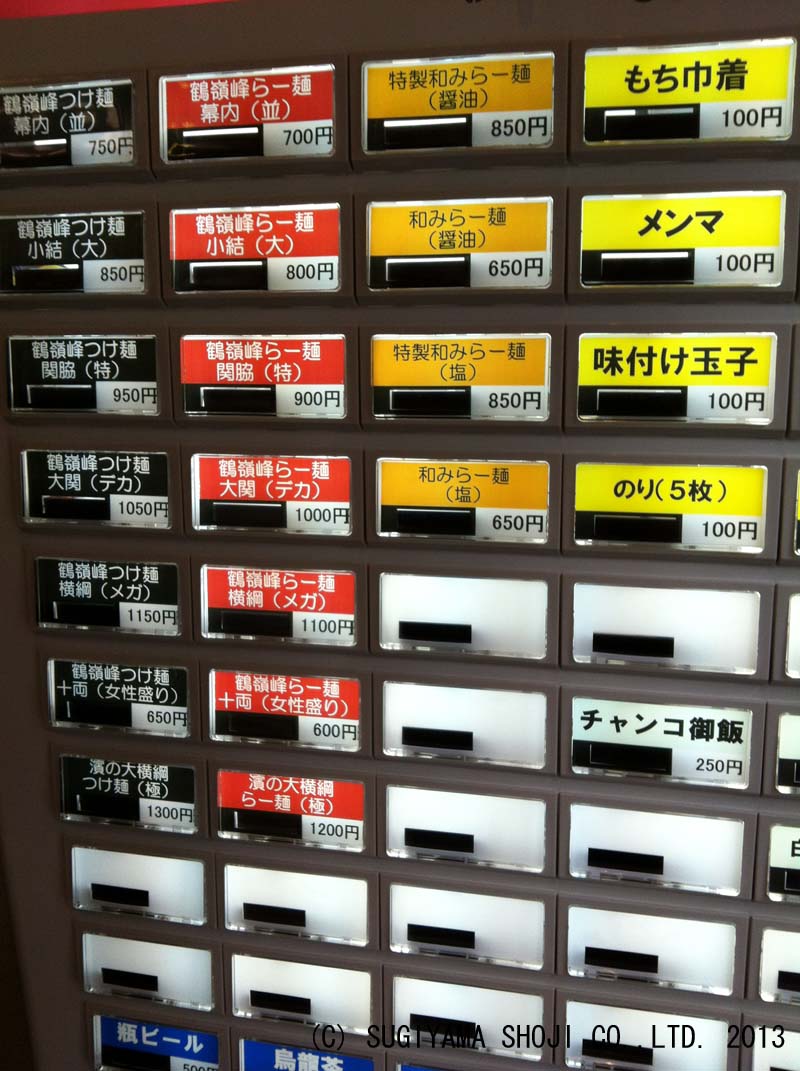 鶴嶺峰つけ麺
幕内（並）
750円
鶴嶺峰らー麺
幕内（並）
700円
特製和みらー麺
（醤油）
850円
もち巾着
100円
鶴嶺峰つけ麺
小結（大）
850円
鶴嶺峰らー麺
小結（大）
800円
和みらー麺
（醤油）
650円
メンマ
100円
鶴嶺峰つけ麺
関脇（特）
950円
鶴嶺峰らー麺
関脇（特）
900円
特製和みらー麺
（塩）
850円
味付け玉子
100円
鶴嶺峰つけ麺
大関（デカ）
1050円
鶴嶺峰らー麺
大関（デカ）
1000円
和みらー麺
（塩）
650円
のり（５枚）
100円
鶴嶺峰つけ麺
横綱（メガ）
1150円
鶴嶺峰らー麺
横綱（メガ）
1100円
鶴嶺峰つけ麺
十両（女性盛り）
650円
鶴嶺峰らー麺
十両（女性盛り）
600円
チャンコ御飯
250円
濱の大横綱
つけ麺（極）
1300円
濱の大横綱
らー麺（極）
1200円
瓶ビール
500円
烏龍茶
(C) SUGIYAMA SHOJI CO .LTD. 2013